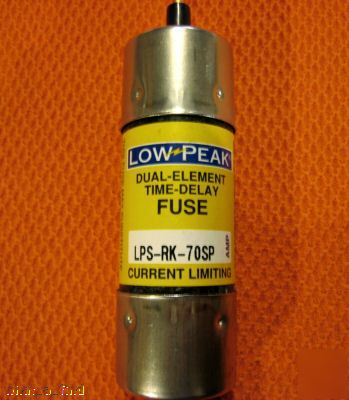 LOW PEAK
DUAL-ELEMENT
TIME-DELAY
FUSE
LPS-RK-70SP
AMP
CURRENT LIMITING